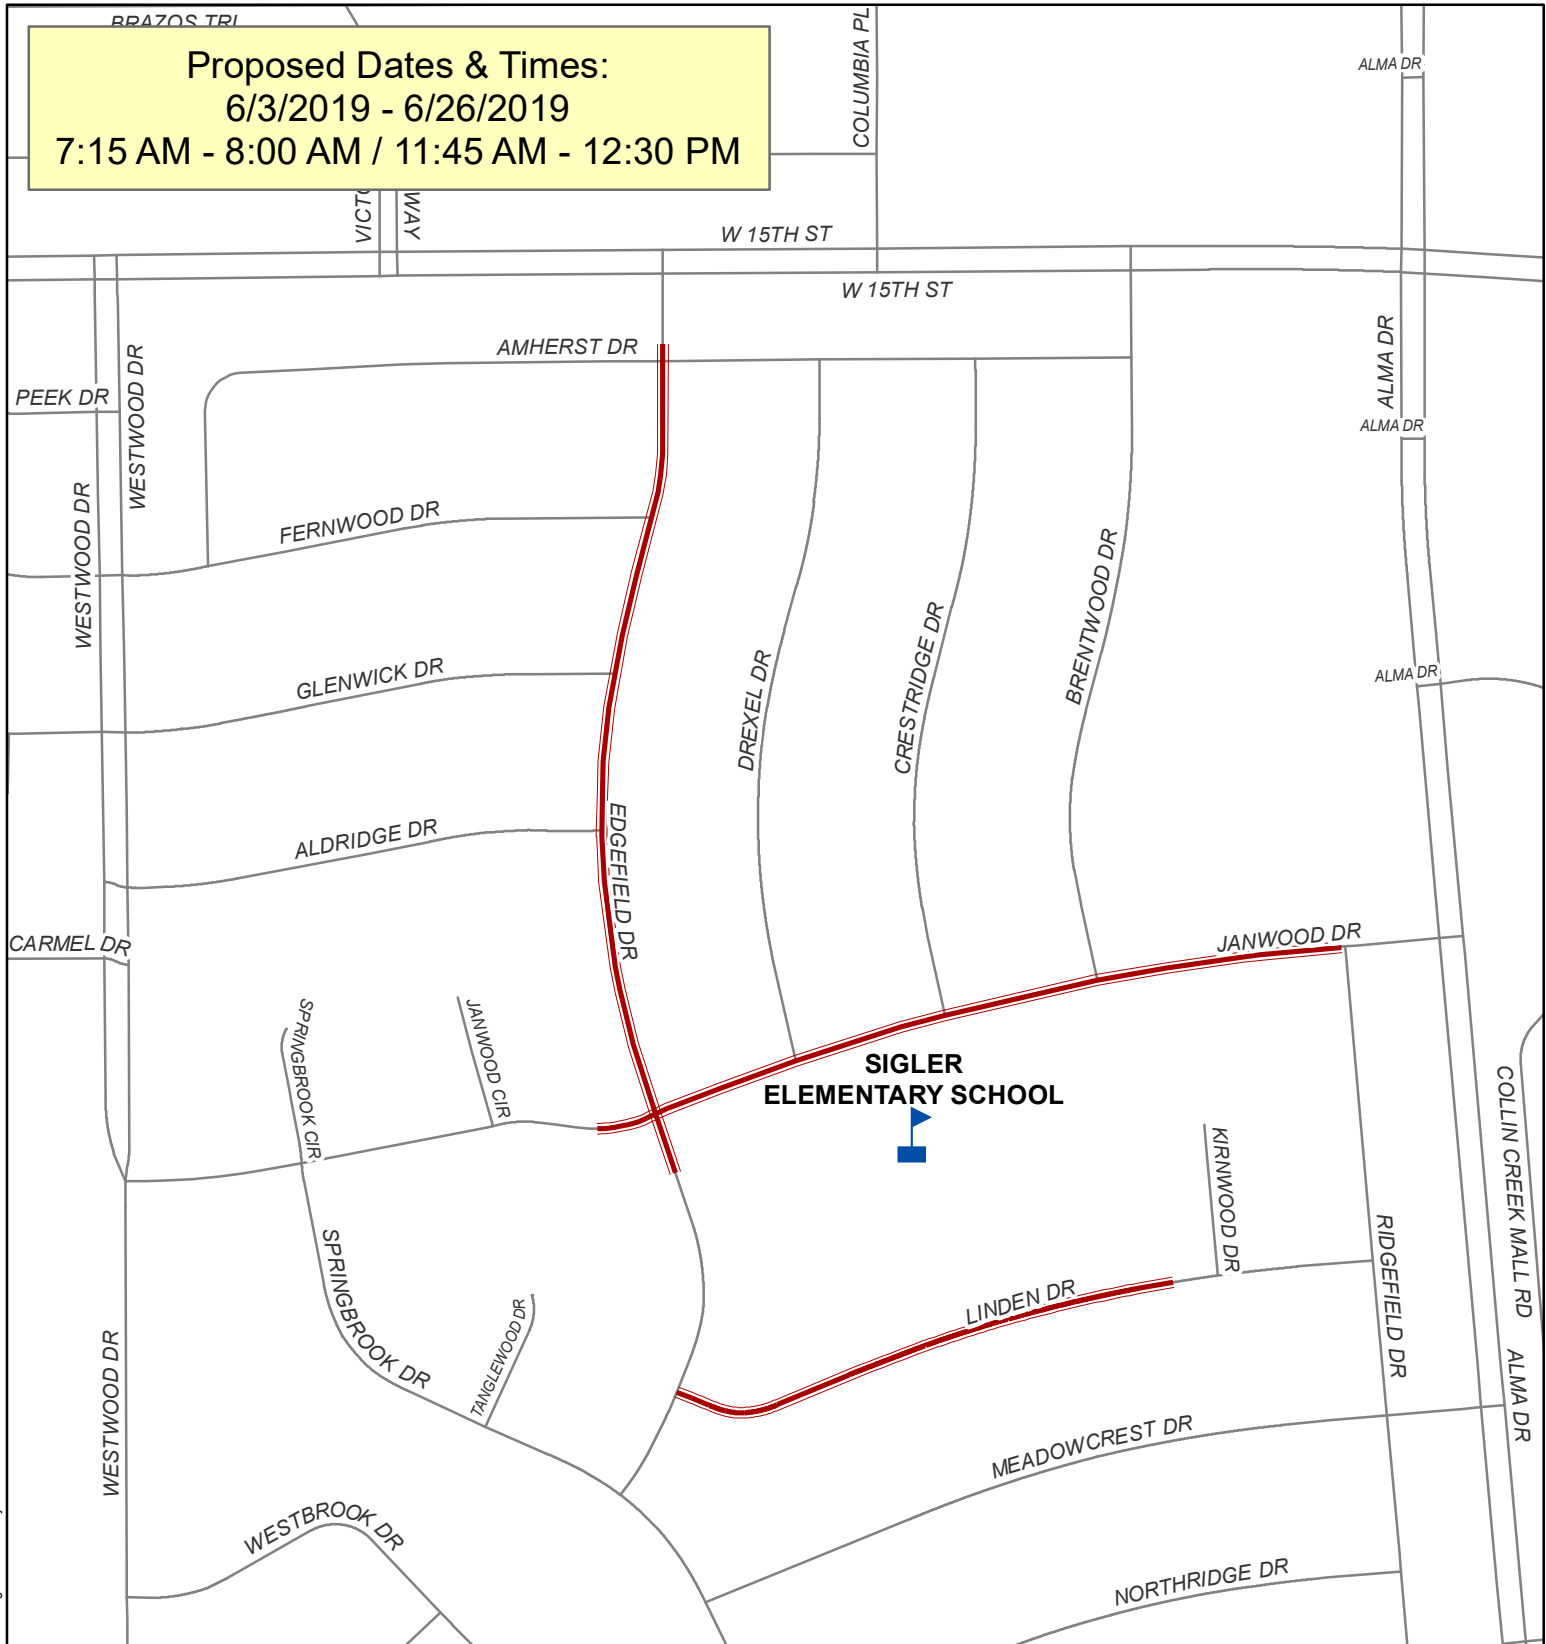 BRAZOS TRL
Proposed Dates & Times:
6/3/2019 - 6/26/2019
7:15 AM - 8:00 AM / 11:45 AM - 12:30 PM
COLUMBIA PL
ALMA DR
WAY
W 15TH ST
W 15TH ST
AMHERST DR
ALMA DR
PEEK DR
WESTWOOD DR
ALMA DR
WESTWOOD DR
FERNWOOD DR
BRENTWOOD DR
CRESTRIDGE DR
DREXEL DR
GLENWICK DR
ALMA DR
ALDRIDGE DR
EDGEFIELD DR
CARMEL DR
JANWOOD DR
SPRINGBROOK CIR
JANWOOD CIR
SIGLER
ELEMENTARY SCHOOL
COLLIN CREEK MALL RD
KIRNWOOD DR
RIDGEFIELD DR
SPRINGBROOK DR
LINDEN DR
TANGLEWOOD DR
WESTWOOD DR
ALMA DR
MEADOWCREST DR
WESTBROOK DR
NORTHRIDGE DR